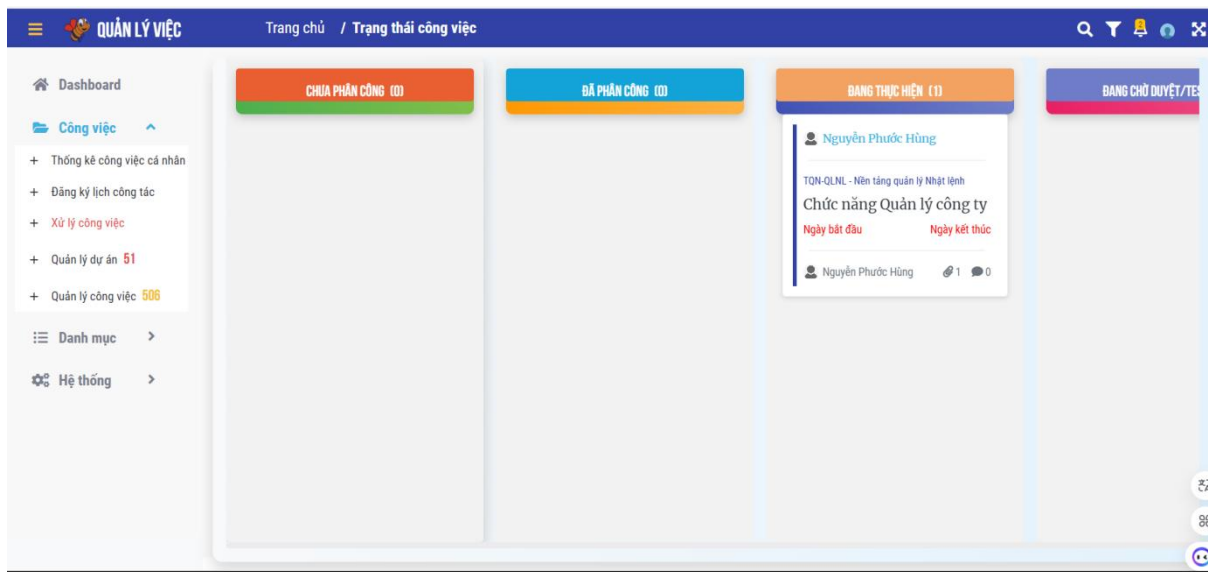 QUẢN LÝ VIỆC
Trang chủ / Trạng thái công việc
Dashboard
Công việc
+ Thống kê công việc cá nhân
+ Đăng ký lịch công tác
+ Xử lý công việc
+ Quản lý dự án 51
+ Quản lý công việc 506
Danh mục
Hệ thống
CHƯA PHÂN CÔNG (0)
ĐÃ PHÂN CÔNG (0)
ĐANG THỰC HIỆN (1)
Nguyễn Phước Hùng
TQN-QLNL - Nền tảng quản lý Nhật lệnh
Chức năng Quản lý công ty
Ngày bắt đầu Ngày kết thúc
Nguyễn Phước Hùng 1 0
ĐANG CHỜ DUYỆT/TES